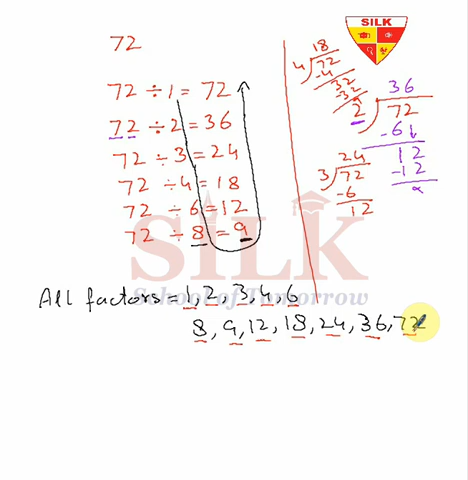 SILK
72
72 ÷ 1 = 72
72 ÷ 2 = 36
72 ÷ 3 = 24
72 ÷ 4 = 18
72 ÷ 6 = 12
72 ÷ 8 = 9
18
4 72
-4
32
-32
36
2 72
-6
12
-12
24
3 72
-6
12
SILK
School of Tomorrow
All factors = 1, 2, 3, 4, 6
8, 9, 12, 18, 24, 36, 72